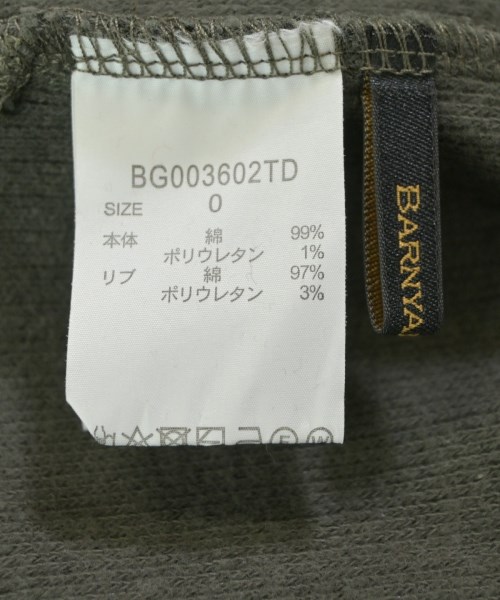 BG003602TD
SIZE 0
本体 綿 99%
ポリウレタン 1%
リブ 綿 97%
ポリウレタン 3%
BARNYA